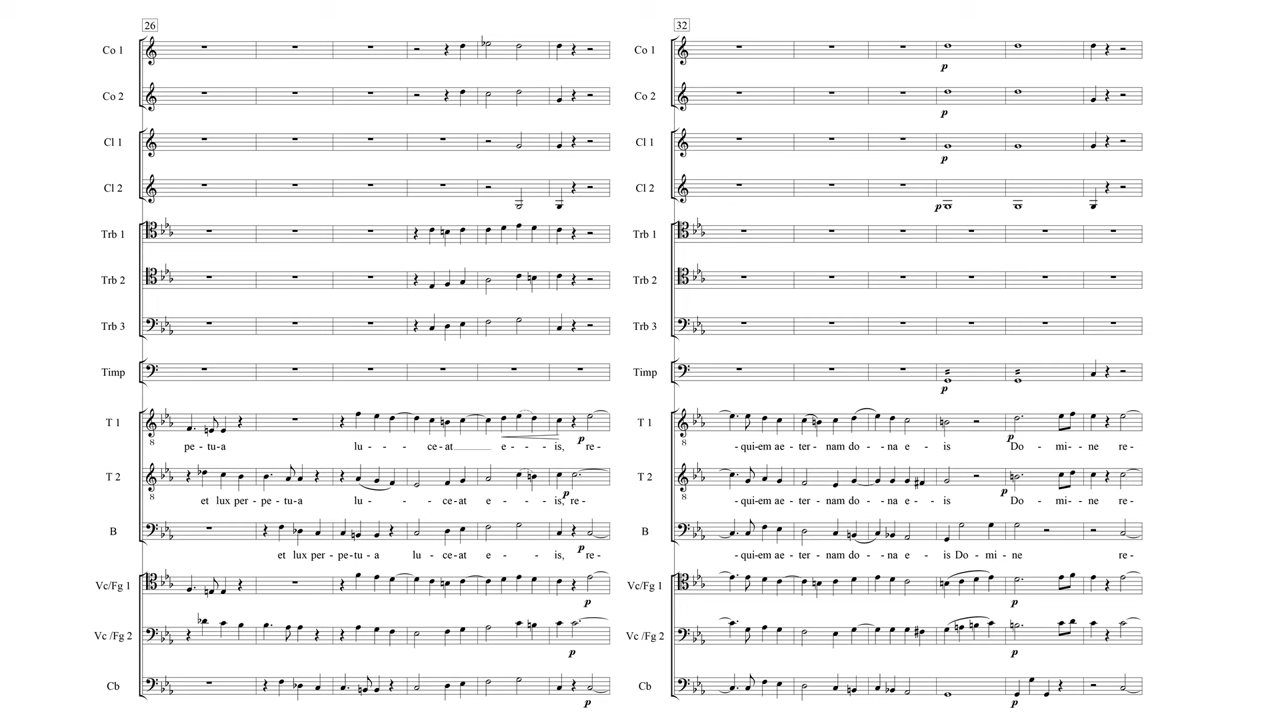 26
Co 1
Co 2
Cl 1
Cl 2
Trb 1
Trb 2
Trb 3
Timp
T 1
8
p
pe - tu-a lu - - - ce-at e - - - is, re-
T 2
8
p
et lux per - pe - tu-a lu - - - ce-at e - - - is, re-
B
p
et lux per - pe - tu - a lu - ce-at e - - is, re-
Vc/Fg 1
p
Vc /Fg 2
p
Cb
p
32
Co 1
p
Co 2
p
Cl 1
p
Cl 2
p
Trb 1
Trb 2
Trb 3
Timp
p
T 1
8
p
-qui-em ae - ter - nam do - - na e - is Do - mi - ne re-
T 2
8
p
-qui-em ae - ter - nam do - - na e - is Do - mi - ne re-
B
-qui-em ae - ter - nam do - na e - is Do - mi - ne re-
Vc/Fg 1
p
Vc /Fg 2
p
Cb
p